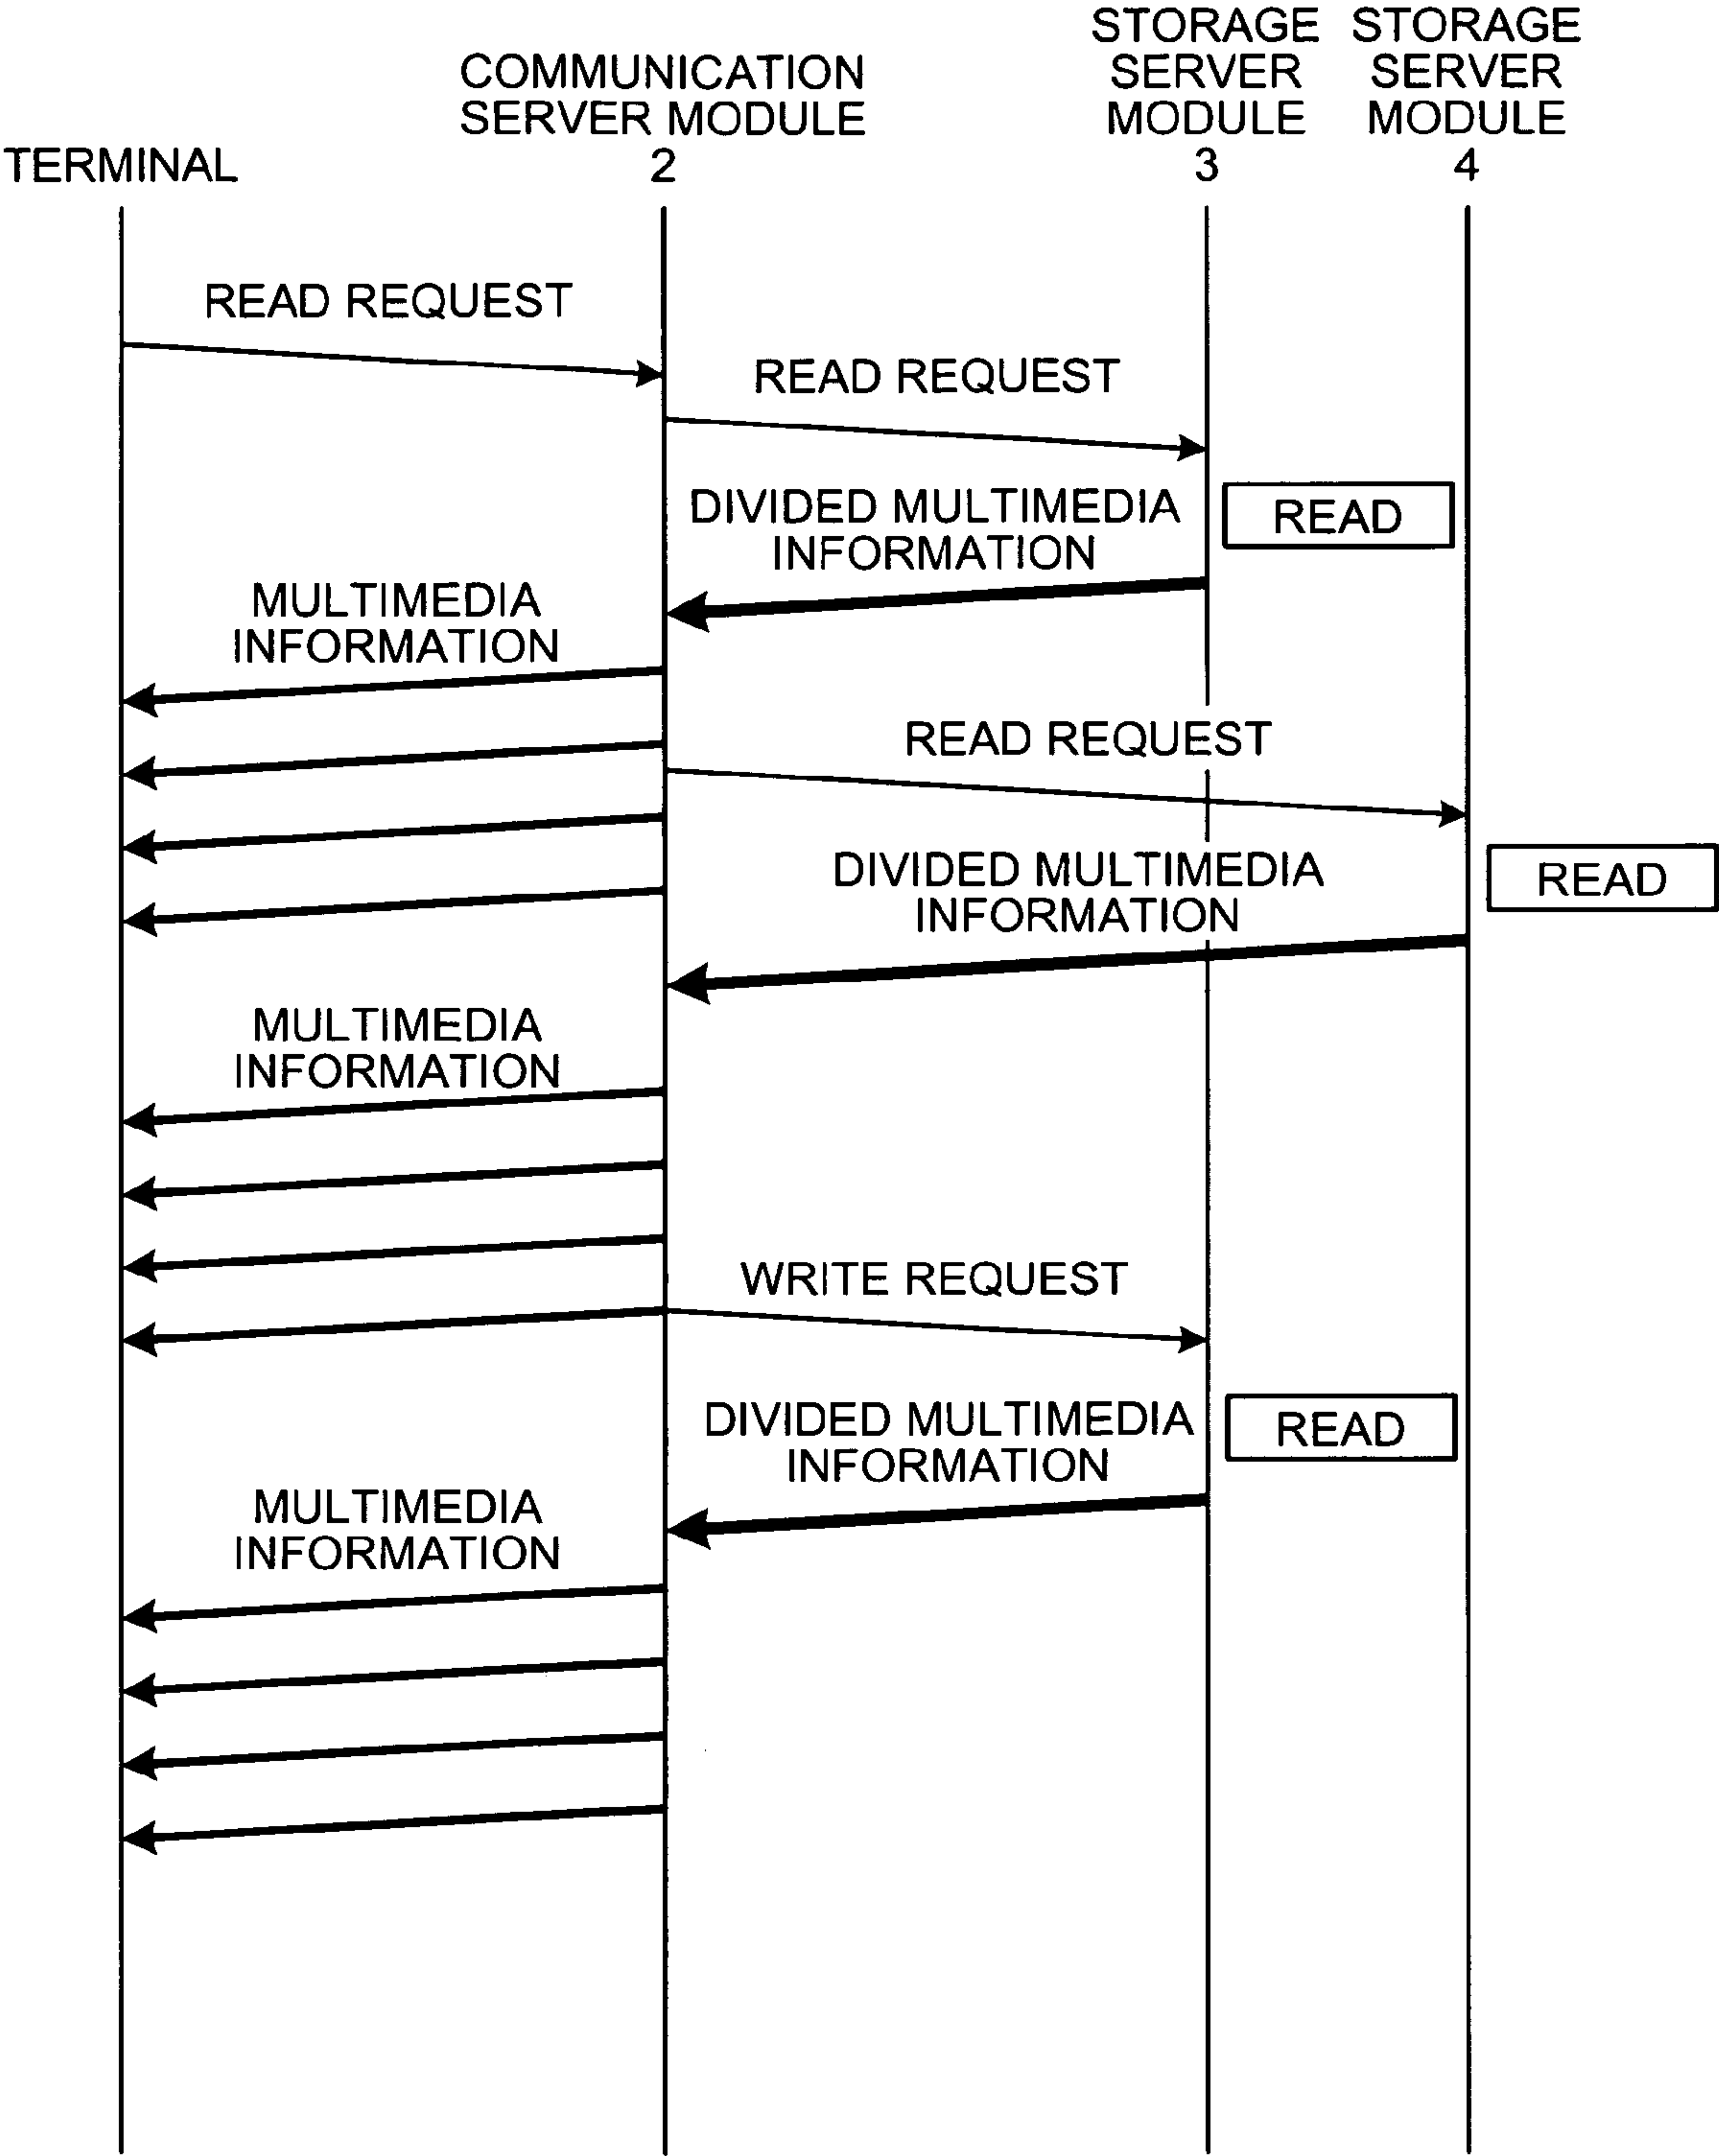 STORAGE
SERVER
MODULE
3
STORAGE
SERVER
MODULE
4
COMMUNICATION
SERVER MODULE
2
TERMINAL
READ REQUEST
READ REQUEST
DIVIDED MULTIMEDIA
INFORMATION
READ
MULTIMEDIA
INFORMATION
READ REQUEST
DIVIDED MULTIMEDIA
INFORMATION
READ
MULTIMEDIA
INFORMATION
WRITE REQUEST
DIVIDED MULTIMEDIA
INFORMATION
READ
MULTIMEDIA
INFORMATION